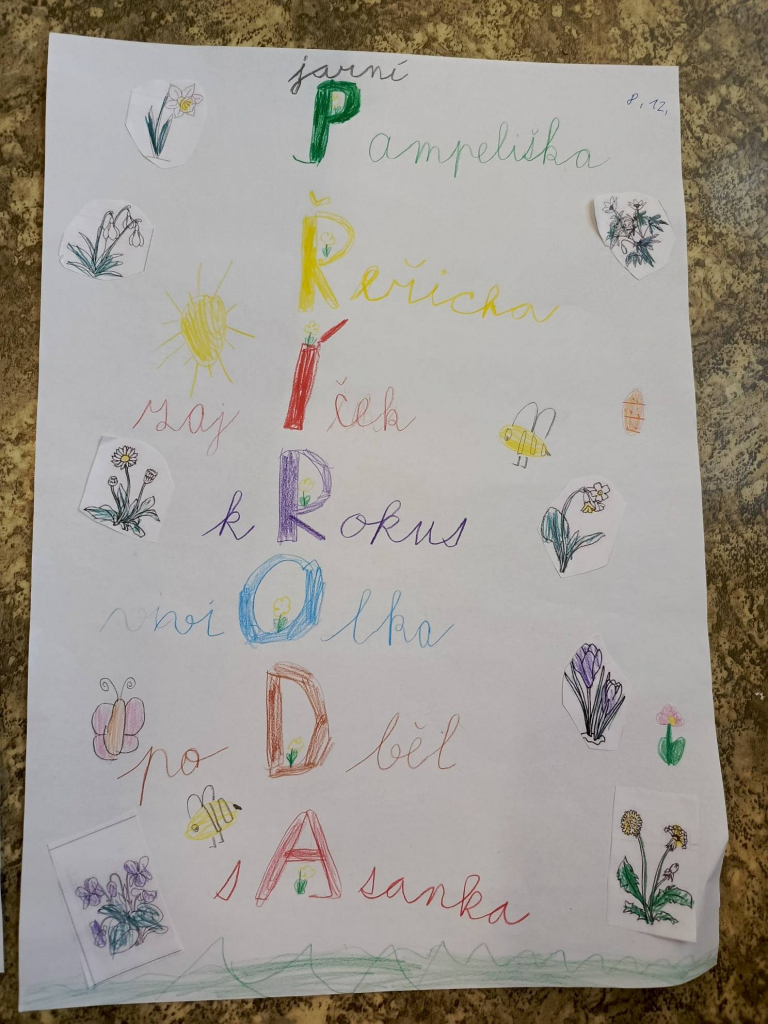 jarní
8. 12.
Pampeliška
Řeřicha
zajÍček
kRokus
viOlka
poDběl
sAsanka